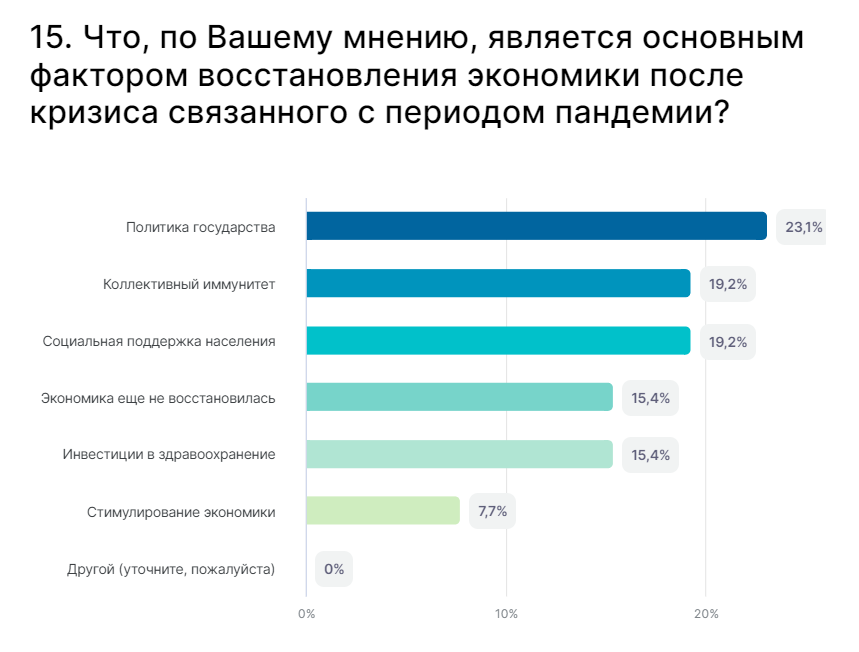 15. Что, по Вашему мнению, является основным
фактором восстановления экономики после
кризиса связанного с периодом пандемии?
Политика государства 23,1%
Коллективный иммунитет 19,2%
Социальная поддержка населения 19,2%
Экономика еще не восстановилась 15,4%
Инвестиции в здравоохранение 15,4%
Стимулирование экономики 7,7%
Другой (уточните, пожалуйста) 0%
0% 10% 20%